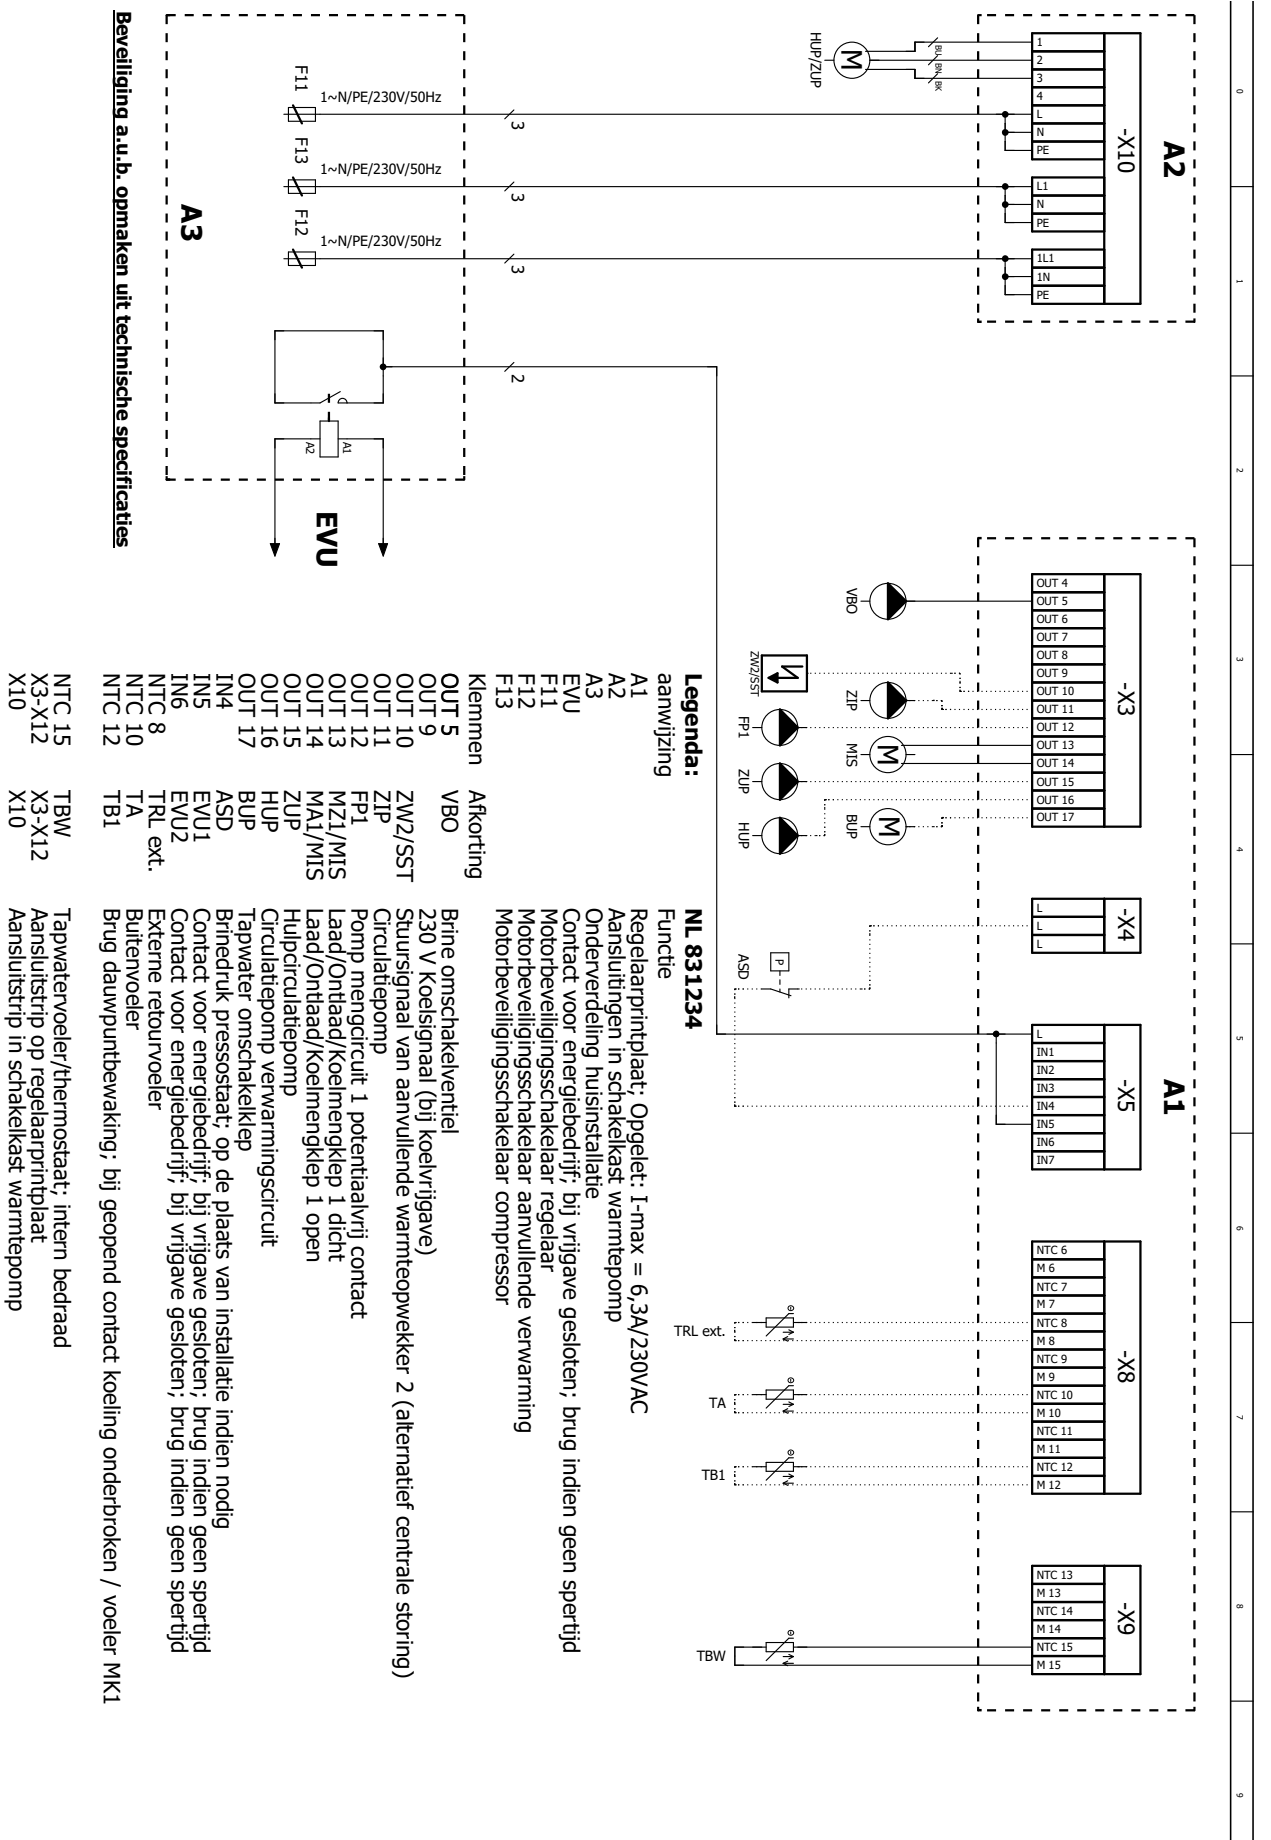 0
1
2
3
4
5
6
7
8
9
A2
-X10
1
2
3
4
L
N
PE
L1
N
PE
1L1
1N
PE
BU
BN
BK
M
HUP/ZUP
3
3
3
2
1~N/PE/230V/50Hz
1~N/PE/230V/50Hz
1~N/PE/230V/50Hz
F11
F13
F12
A3
A1
A2
EVU
Beveiliging a.u.b. opmaken uit technische specificaties
A1
-X3
OUT 4
OUT 5
OUT 6
OUT 7
OUT 8
OUT 9
OUT 10
OUT 11
OUT 12
OUT 13
OUT 14
OUT 15
OUT 16
OUT 17
VBO
ZW2/SST
ZIP
FP1
M
MIS
ZUP
HUP
M
BUP
-X4
L
L
L
P
ASD
-X5
L
IN1
IN2
IN3
IN4
IN5
IN6
IN7
-X8
NTC 6
M 6
NTC 7
M 7
NTC 8
M 8
NTC 9
M 9
NTC 10
M 10
NTC 11
M 11
NTC 12
M 12
TRL ext.
TA
TB1
-X9
NTC 13
M 13
NTC 14
M 14
NTC 15
M 15
TBW
Legenda: NL 831234
aanwijzing Functie
A1 Regelaarprintplaat; Opgelet: I-max = 6,3A/230VAC
A2 Aansluitingen in schakelkast warmtepomp
A3 Onderverdeling huisinstallatie
EVU Contact voor energiebedrijf; bij vrijgave gesloten; brug indien geen spertijd
F11 Motorbeveiligingsschakelaar regelaar
F12 Motorbeveiligingsschakelaar aanvullende verwarming
F13 Motorbeveiligingsschakelaar compressor
Klemmen Afkorting
OUT 5 VBO Brine omschakelventiel
OUT 9 230 V Koelsignaal (bij koelvrijgave)
OUT 10 ZW2/SST Stuursignaal van aanvullende warmteopwekker 2 (alternatief centrale storing)
OUT 11 ZIP Circulatiepomp
OUT 12 FP1 Pomp mengcircuit 1 potentiaalvrij contact
OUT 13 MZ1/MIS Laad/Ontlaad/Koelmengklep 1 dicht
OUT 14 MA1/MIS Laad/Ontlaad/Koelmengklep 1 open
OUT 15 ZUP Hulpcirculatiepomp
OUT 16 HUP Circulatiepomp verwarmingscircuit
OUT 17 BUP Tapwater omschakelklep
IN4 ASD Brinedruk pressostaat; op de plaats van installatie indien nodig
IN5 EVU1 Contact voor energiebedrijf; bij vrijgave gesloten; brug indien geen spertijd
IN6 EVU2 Contact voor energiebedrijf; bij vrijgave gesloten; brug indien geen spertijd
NTC 8 TRL ext. Externe retourvoeler
NTC 10 TA Buitenvoeler
NTC 12 TB1 Brug dauwpuntbewaking; bij geopend contact koeling onderbroken / voeler MK1
NTC 15 TBW Tapwatervoeler/thermostaat; intern bedraad
X3-X12 X3-X12 Aansluitstrip op regelaarprintplaat
X10 X10 Aansluitstrip in schakelkast warmtepomp